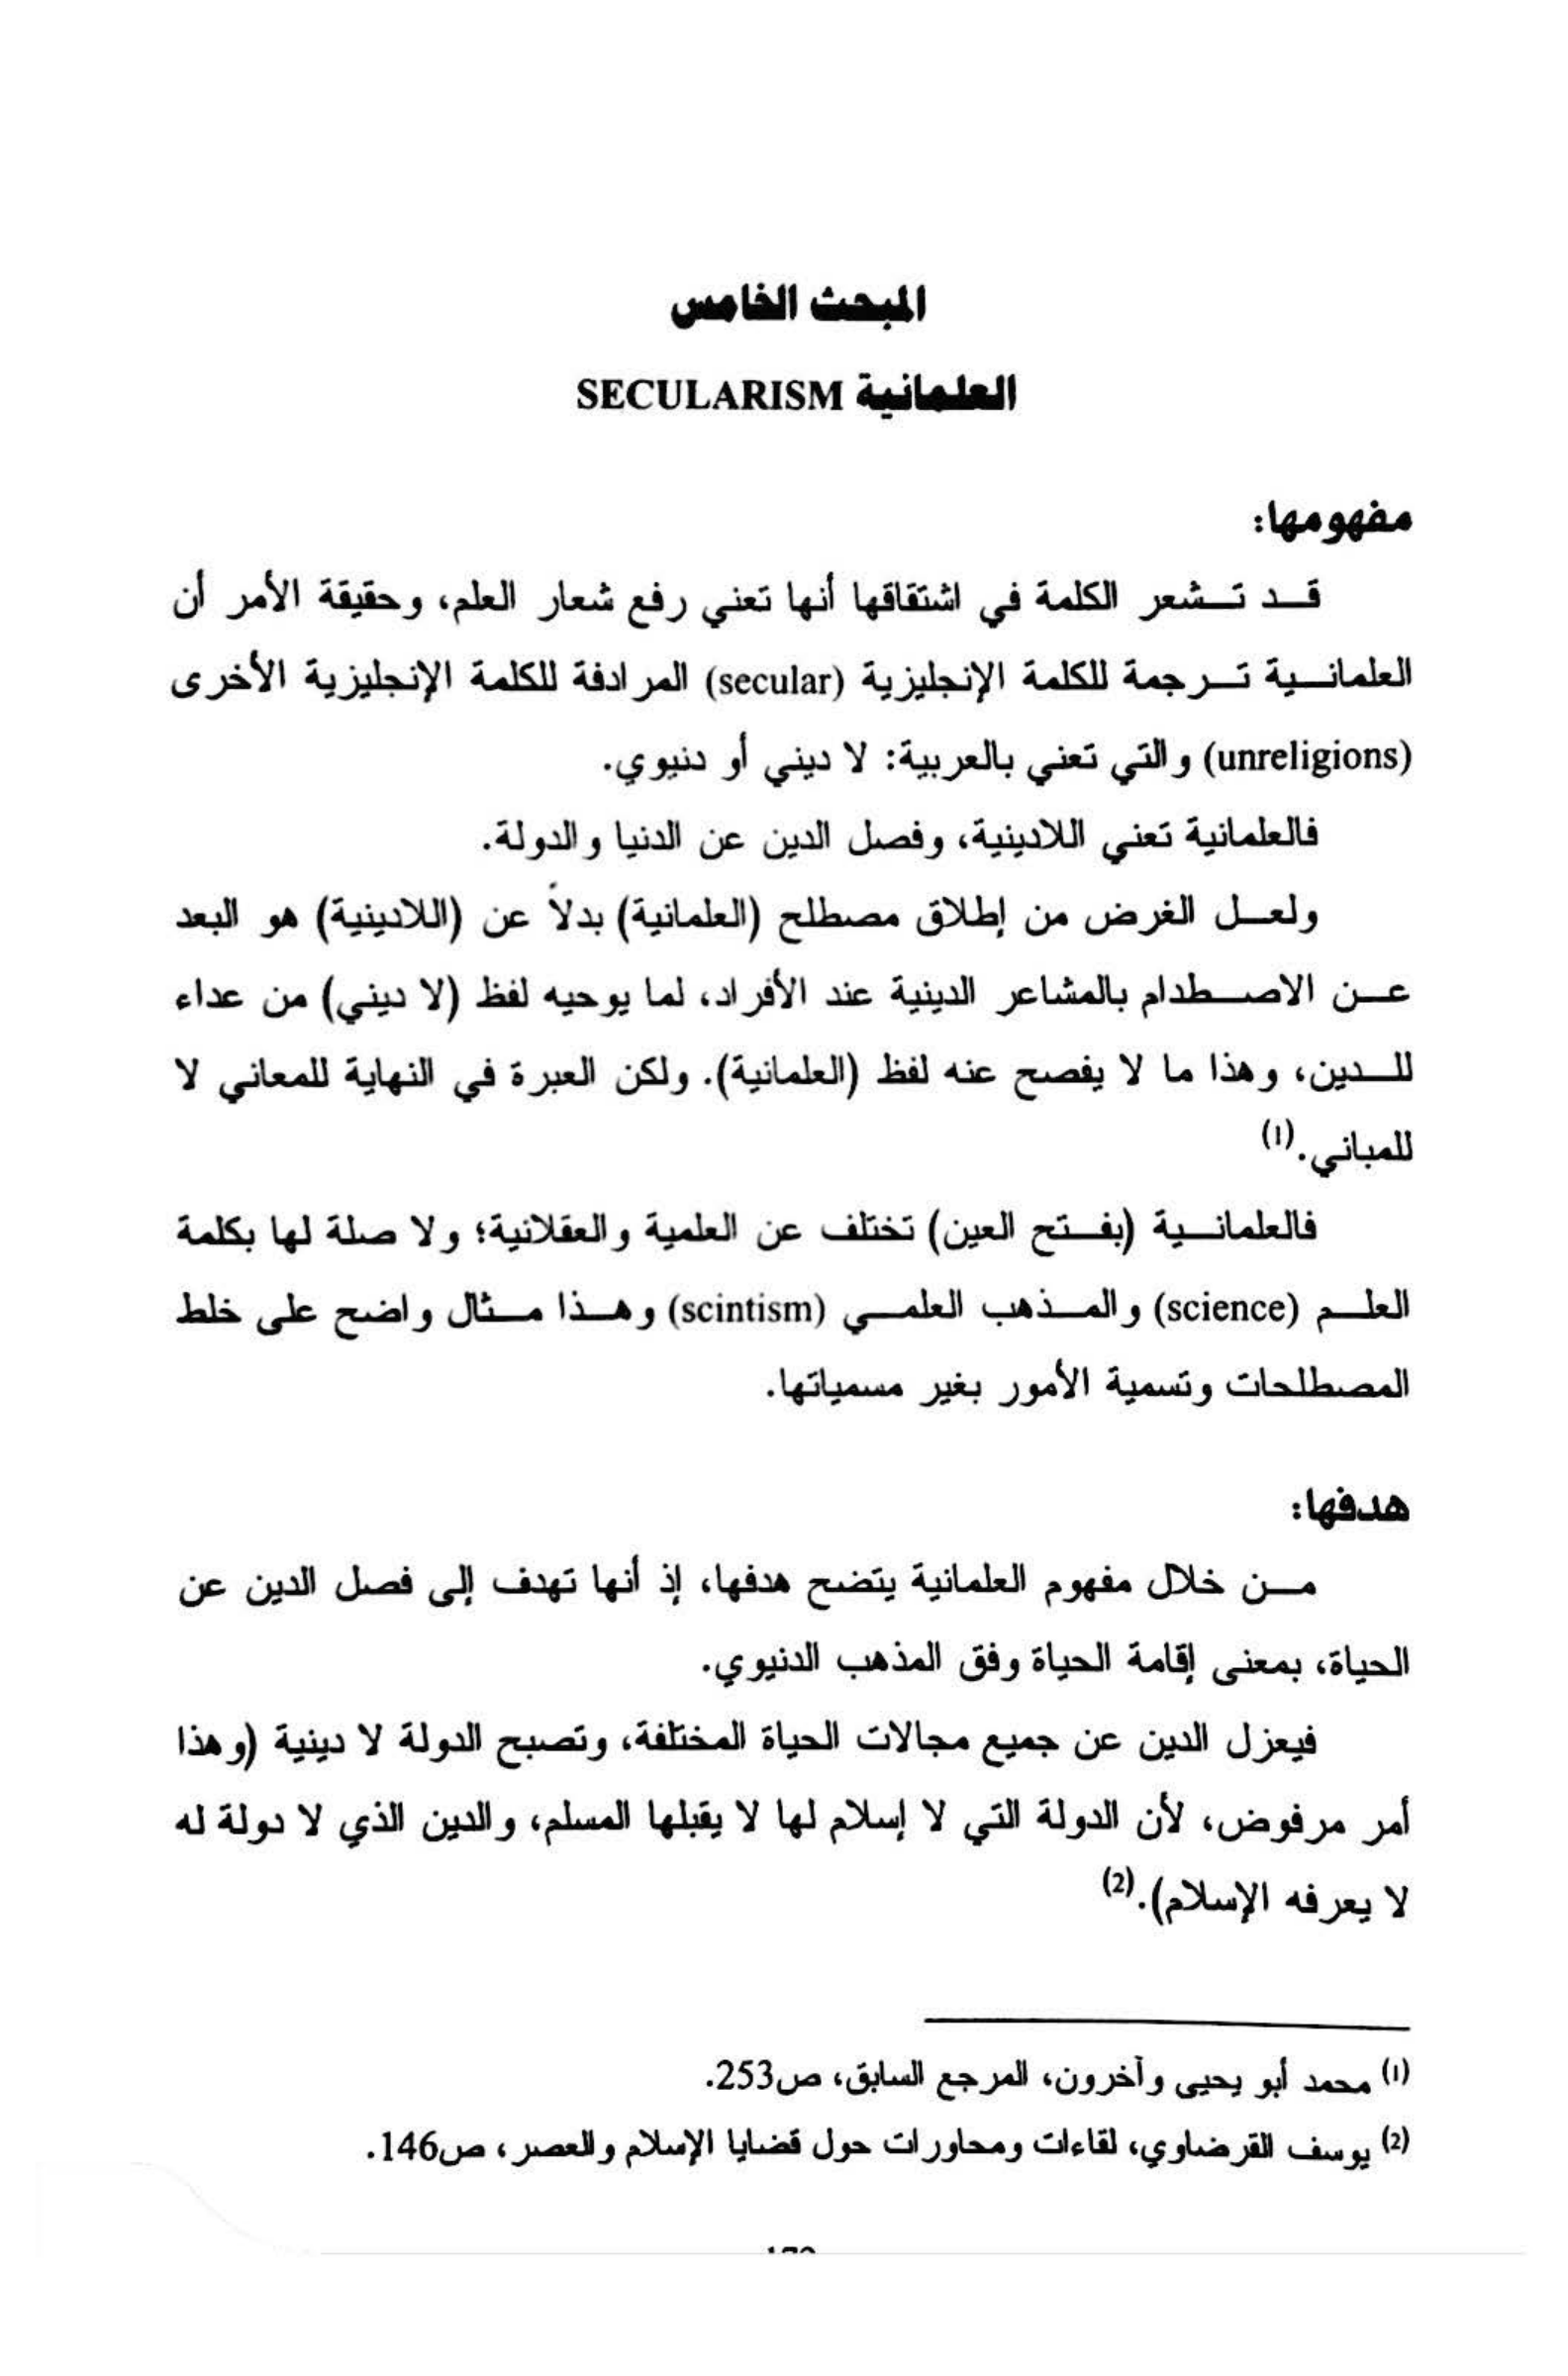 المبحث الخامس
العلمانية SECULARISM
مفهومها:
قد تشعر الكلمة في اشتقاقها أنها تعني رفع شعار العلم، وحقيقة الأمر أن
العلمانية ترجمة للكلمة الإنجليزية (secular) المرادفة للكلمة الإنجليزية الأخرى
(unreligions) والتي تعني بالعربية: لا ديني أو دنيوي.
فالعلمانية تعني اللادينية، وفصل الدين عن الدنيا والدولة.
ولعل الغرض من إطلاق مصطلح (العلمانية) بدلاً عن (اللادينية) هو البعد
عن الاصطدام بالمشاعر الدينية عند الأفراد، لما يوحيه لفظ (لا ديني) من عداء
للدين، وهذا ما لا يفصح عنه لفظ (العلمانية). ولكن العبرة في النهاية للمعاني لا
للمباني.(1)
فالعلمانية (بفتح العين) تختلف عن العلمية والعقلانية؛ ولا صلة لها بكلمة
العلم (science) والمذهب العلمي (scintism) وهذا مثال واضح على خلط
المصطلحات وتسمية الأمور بغير مسمياتها.
هدفها:
من خلال مفهوم العلمانية يتضح هدفها، إذ أنها تهدف إلى فصل الدين عن
الحياة، بمعنى إقامة الحياة وفق المذهب الدنيوي.
فيعزل الدين عن جميع مجالات الحياة المختلفة، وتصبح الدولة لا دينية (وهذا
أمر مرفوض، لأن الدولة التي لا إسلام لها لا يقبلها المسلم، والدين الذي لا دولة له
لا يعرفه الإسلام).(2)
(1) محمد أبو يحيى وآخرون، المرجع السابق، ص253.
(2) يوسف القرضاوي، لقاءات ومحاورات حول قضايا الإسلام والعصر، ص146.